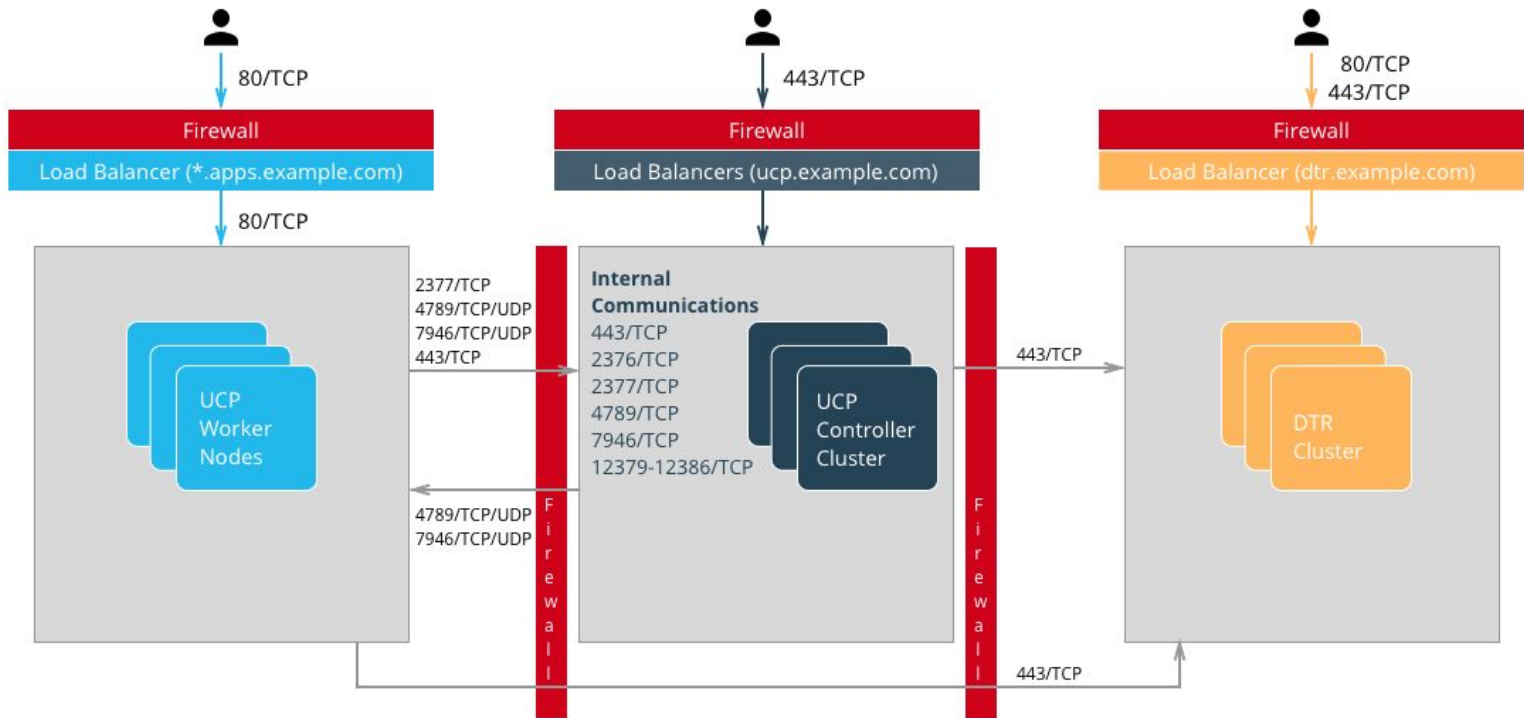 80/TCP
443/TCP
80/TCP
443/TCP
Firewall
Firewall
Firewall
Load Balancer (*.apps.example.com)
Load Balancers (ucp.example.com)
Load Balancer (dtr.example.com)
80/TCP
2377/TCP
4789/TCP/UDP
7946/TCP/UDP
443/TCP
UCP
Worker
Nodes
4789/TCP/UDP
7946/TCP/UDP
Firewall
Internal
Communications
443/TCP
2376/TCP
2377/TCP
4789/TCP
7946/TCP
12379-12386/TCP
UCP
Controller
Cluster
Firewall
443/TCP
443/TCP
DTR
Cluster